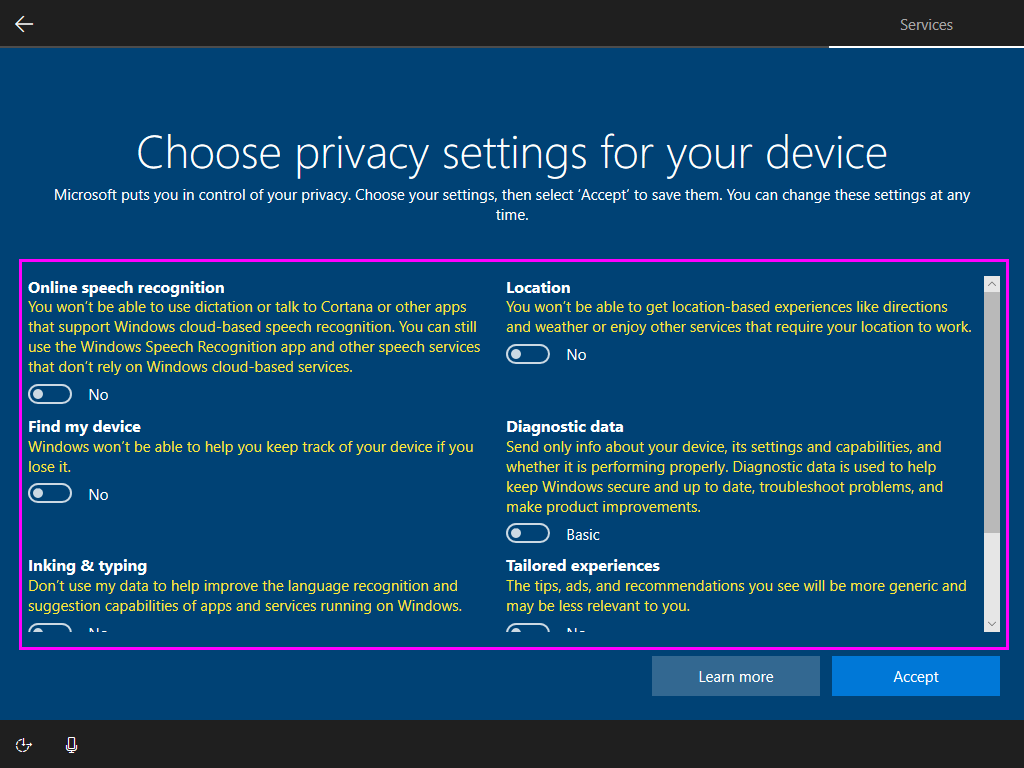 Services
Choose privacy settings for your device
Microsoft puts you in control of your privacy. Choose your settings, then select ‘Accept’ to save them. You can change these settings at any
time.
Online speech recognition
You won’t be able to use dictation or talk to Cortana or other apps
that support Windows cloud-based speech recognition. You can still
use the Windows Speech Recognition app and other speech services
that don’t rely on Windows cloud-based services.
No
Location
You won’t be able to get location-based experiences like directions
and weather or enjoy other services that require your location to work.
No
Find my device
Windows won’t be able to help you keep track of your device if you
lose it.
No
Diagnostic data
Send only info about your device, its settings and capabilities, and
whether it is performing properly. Diagnostic data is used to help
keep Windows secure and up to date, troubleshoot problems, and
make product improvements.
Basic
Inking & typing
Don’t use my data to help improve the language recognition and
suggestion capabilities of apps and services running on Windows.
No
Tailored experiences
The tips, ads, and recommendations you see will be more generic and
may be less relevant to you.
No
Learn more
Accept